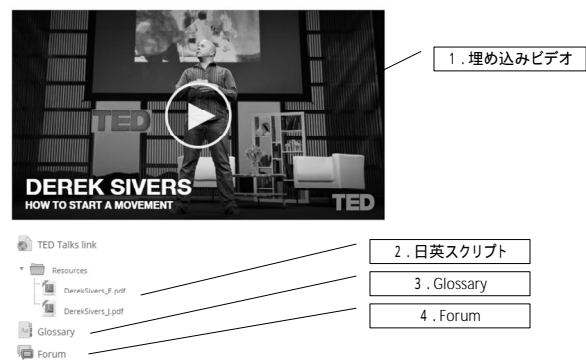 １.埋め込みビデオ
TED
DEREK SIVERS
HOW TO START A MOVEMENT
TED
TED Talks link
２.日英スクリプト
Resources
３.Glossary
DerekSivers_E.pdf
DerekSivers_J.pdf
４.Forum
Glossary
Forum